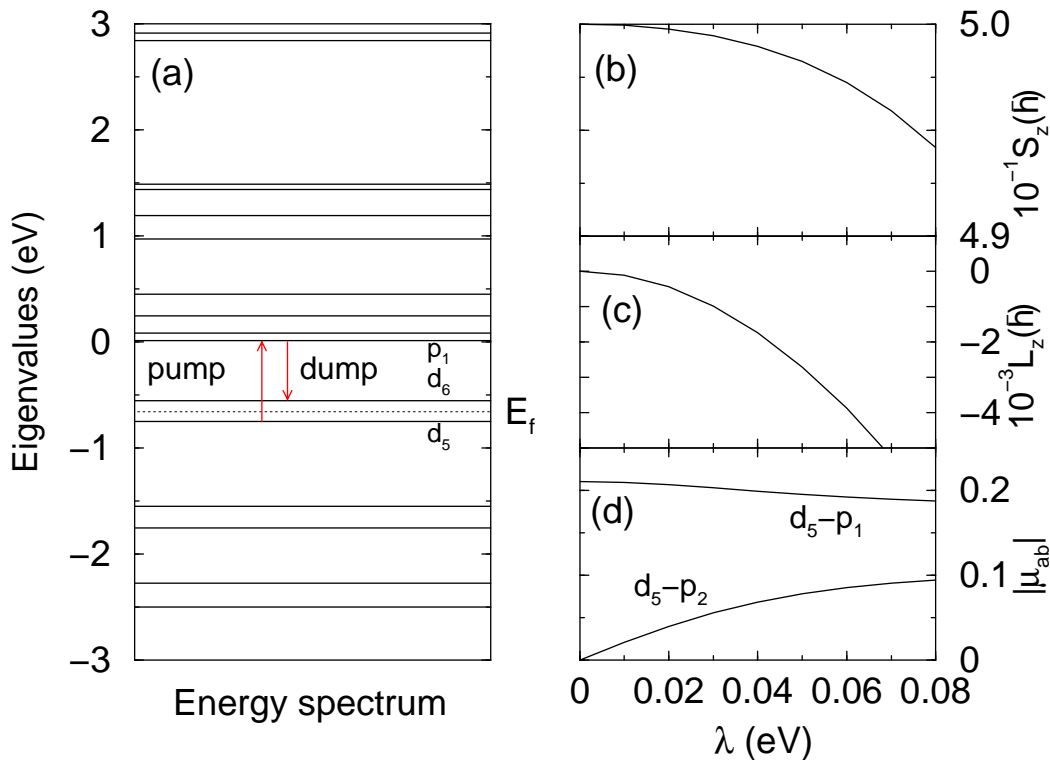 (a)
3
2
1
0
−1
−2
−3
Eigenvalues (eV)
pump
dump
p1
d6
d5
Ef
Energy spectrum
(b)
5.0
4.9
10−1Sz(ħ)
(c)
0
−2
−4
10−3Lz(ħ)
(d)
d5−p1
d5−p2
0.2
0.1
0
|μab|
0
0.02
0.04
0.06
0.08
λ (eV)